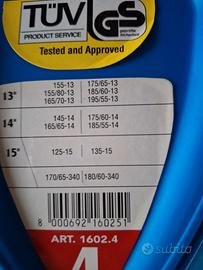 TÜV
PRODUCT SERVICE
GS
geprüfte
Sicherheit
Tested and Approved
13" 155-13 175/65-13
155/80-13 185/60-13
165/70-13 195/55-13
14" 145-14 175/60-14
165/65-14 185/55-14
15" 125-15 135-15
170/65-340 180/60-340
8 000692 160251
ART. 1602.4
4
subito